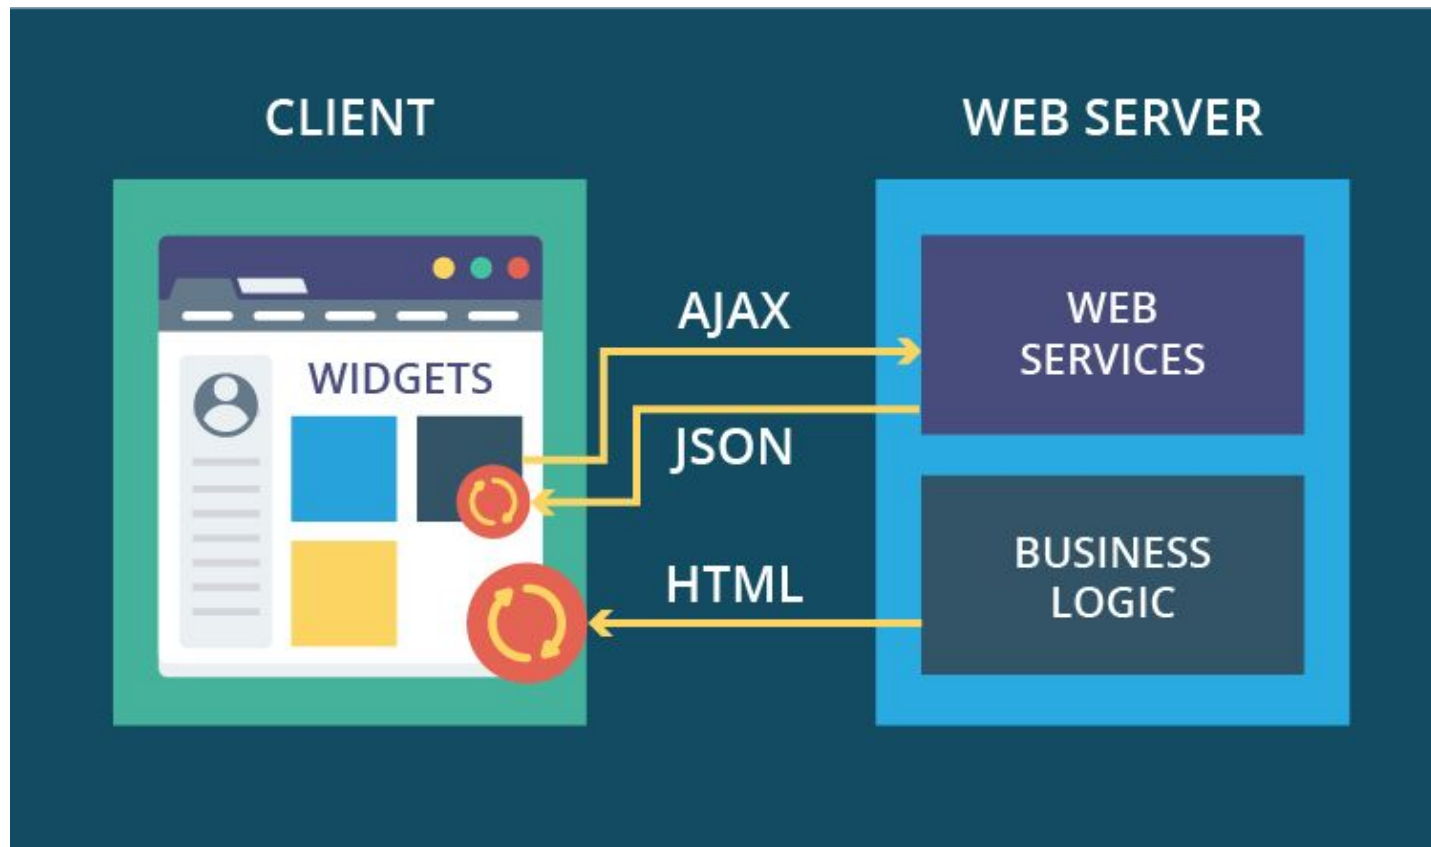 CLIENT
WEB SERVER
WIDGETS
AJAX
JSON
HTML
WEB
SERVICES
BUSINESS
LOGIC